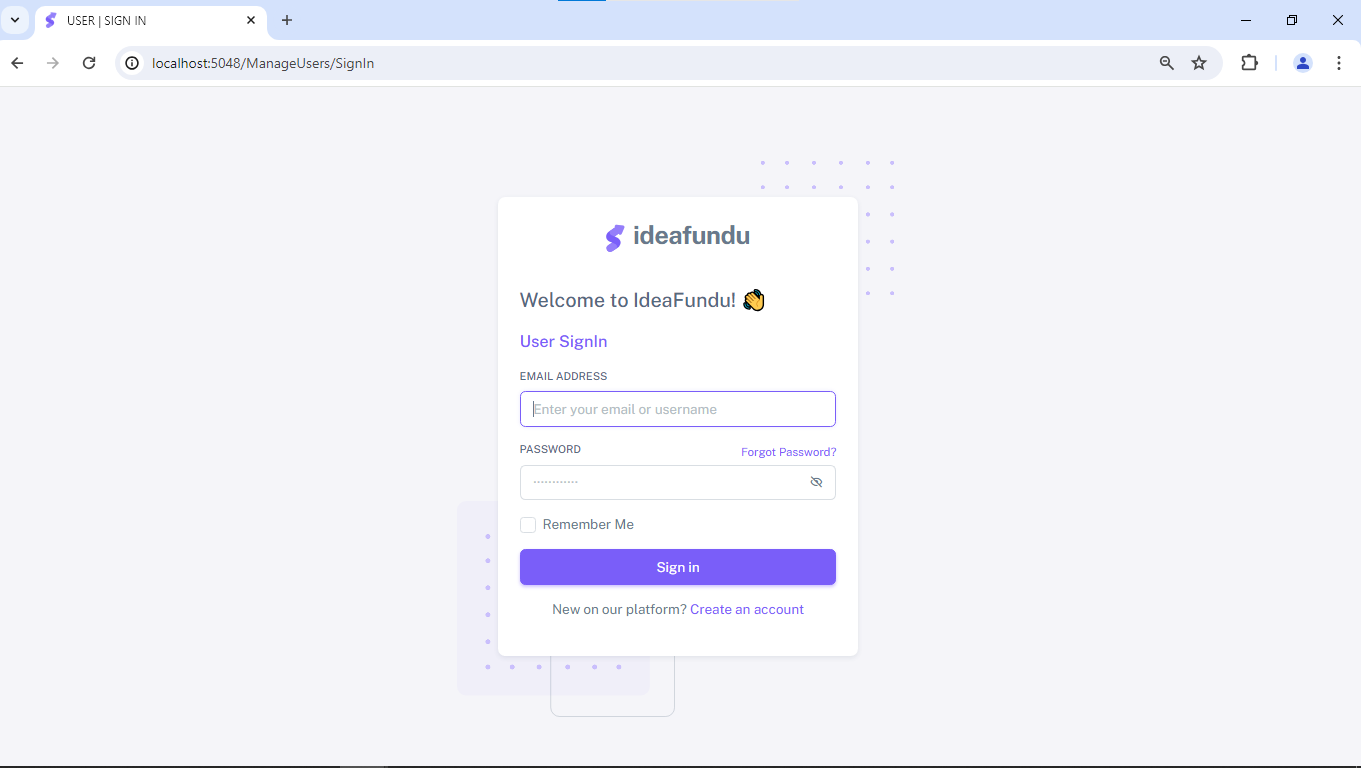 USER | SIGN IN
localhost:5048/ManageUsers/SignIn
ideafundu
Welcome to IdeaFundu! 👋
User SignIn
EMAIL ADDRESS
Enter your email or username
PASSWORD
Forgot Password?
············
Remember Me
Sign in
New on our platform? Create an account